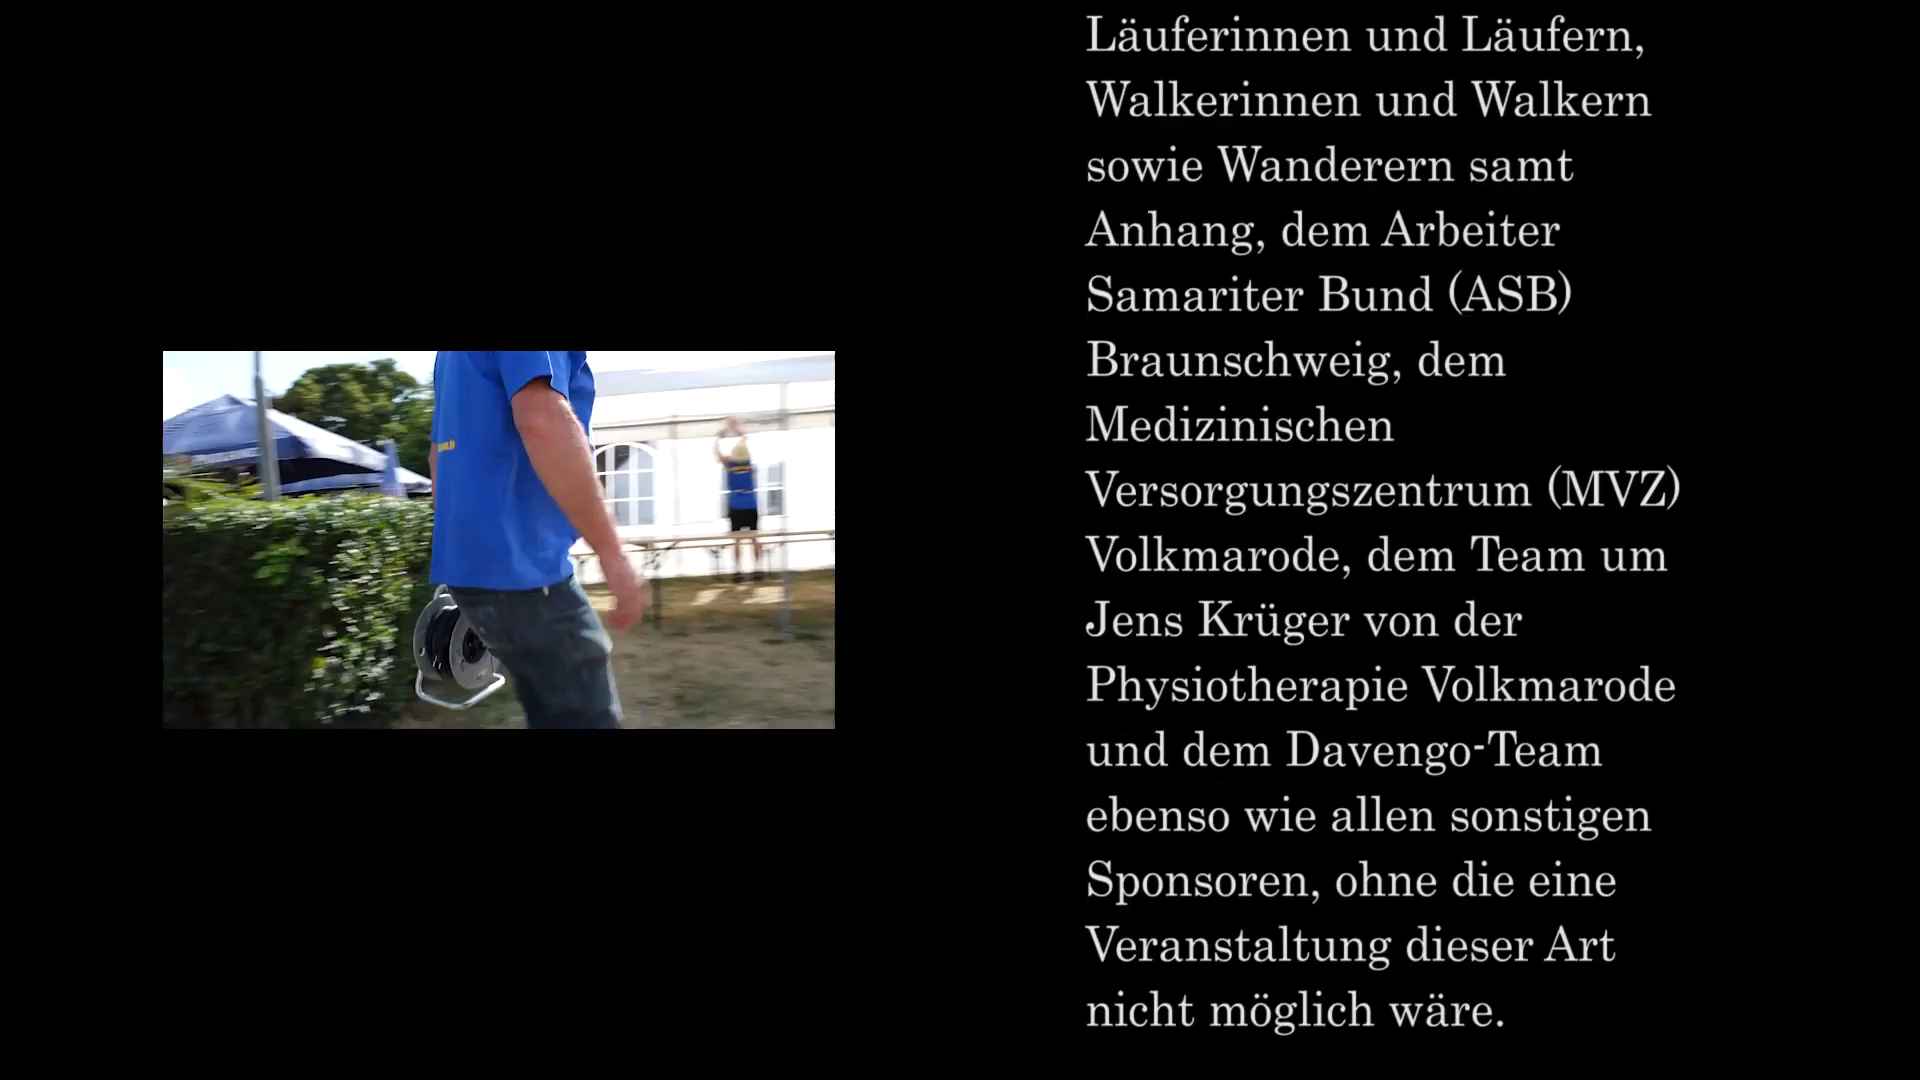 Läuferinnen und Läufern,
Walkerinnen und Walkern
sowie Wanderern samt
Anhang, dem Arbeiter
Samariter Bund (ASB)
Braunschweig, dem
Medizinischen
Versorgungszentrum (MVZ)
Volkmarode, dem Team um
Jens Krüger von der
Physiotherapie Volkmarode
und dem Davengo-Team
ebenso wie allen sonstigen
Sponsoren, ohne die eine
Veranstaltung dieser Art
nicht möglich wäre.